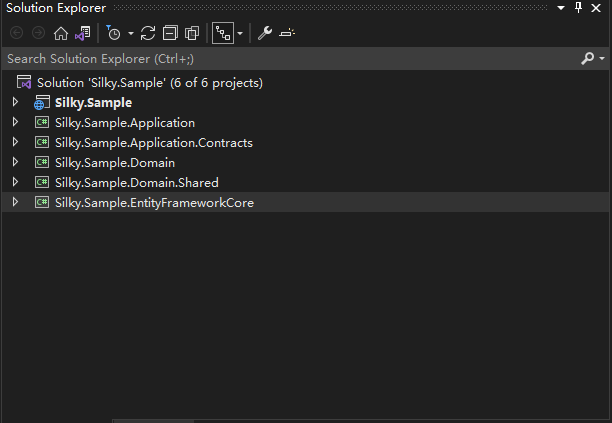 Solution Explorer
Search Solution Explorer (Ctrl+;)
Solution 'Silky.Sample' (6 of 6 projects)
Silky.Sample
C# Silky.Sample.Application
C# Silky.Sample.Application.Contracts
C# Silky.Sample.Domain
C# Silky.Sample.Domain.Shared
C# Silky.Sample.EntityFrameworkCore